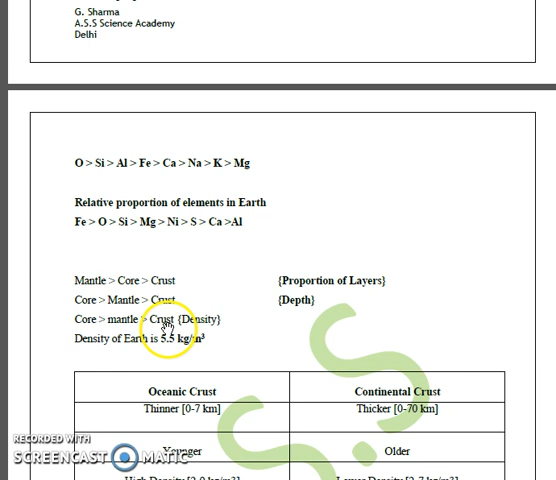 G. Sharma
A.S.S Science Academy
Delhi
O > Si > Al > Fe > Ca > Na > K > Mg
Relative proportion of elements in Earth
Fe > O > Si > Mg > Ni > S > Ca >Al
Mantle > Core > Crust {Proportion of Layers}
Core > Mantle > Crust {Depth}
Core > mantle > Crust {Density}
Density of Earth is 5.5 kg/m³
Oceanic Crust Continental Crust
Thinner [0-7 km] Thicker [0-70 km]
Younger Older
S.S
RECORDED WITH
SCREENCAST MATIC